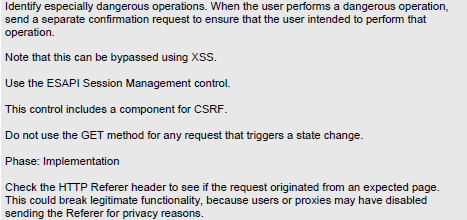 Identify especially dangerous operations. When the user performs a dangerous operation,
send a separate confirmation request to ensure that the user intended to perform that
operation.
Note that this can be bypassed using XSS.
Use the ESAPI Session Management control.
This control includes a component for CSRF.
Do not use the GET method for any request that triggers a state change.
Phase: Implementation
Check the HTTP Referer header to see if the request originated from an expected page.
This could break legitimate functionality, because users or proxies may have disabled
sending the Referer for privacy reasons.